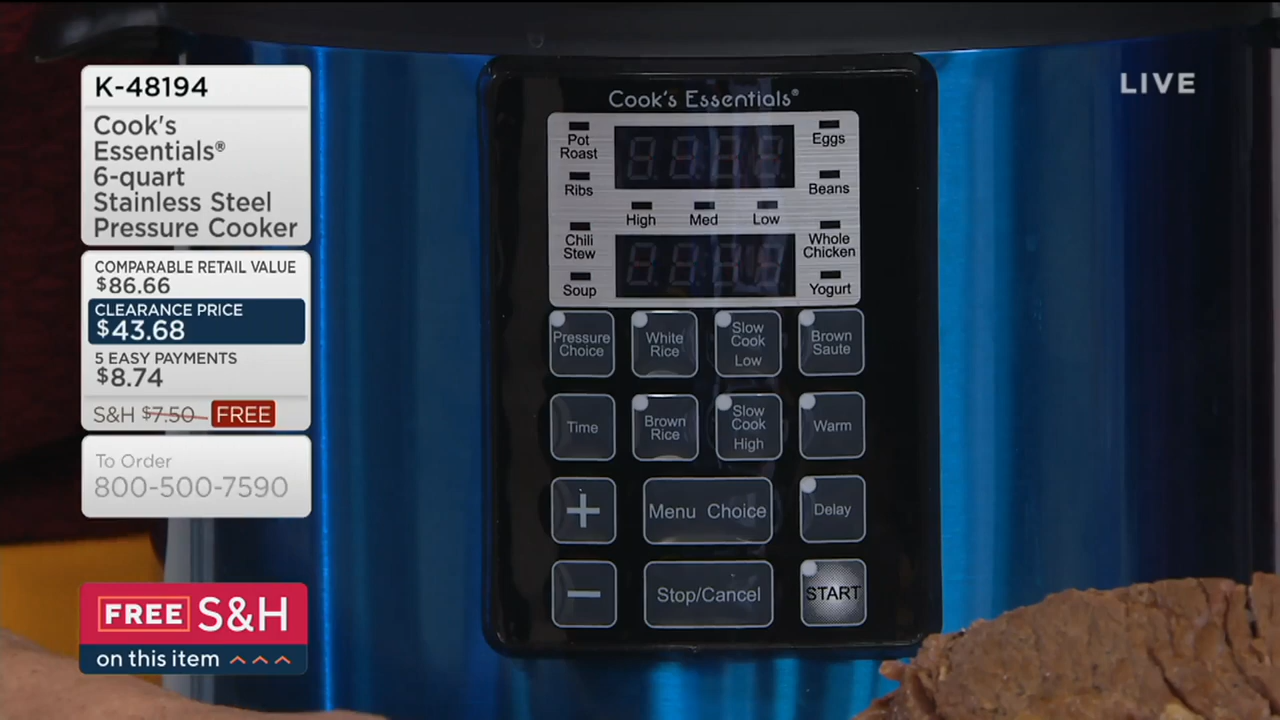 K-48194
Cook's
Essentials®
6-quart
Stainless Steel
Pressure Cooker
COMPARABLE RETAIL VALUE
$86.66
CLEARANCE PRICE
$43.68
5 EASY PAYMENTS
$8.74
S&H $7.50 FREE
To Order
800-500-7590
FREE S&H
on this item
LIVE
Cook's Essentials®
Pot
Roast
Eggs
Ribs
Beans
High Med Low
Chili
Stew
Whole
Chicken
Soup
Yogurt
Pressure
Choice
White
Rice
Slow
Cook
Low
Brown
Saute
Time
Brown
Rice
Slow
Cook
High
Warm
+
Menu Choice
Delay
−
Stop/Cancel
START